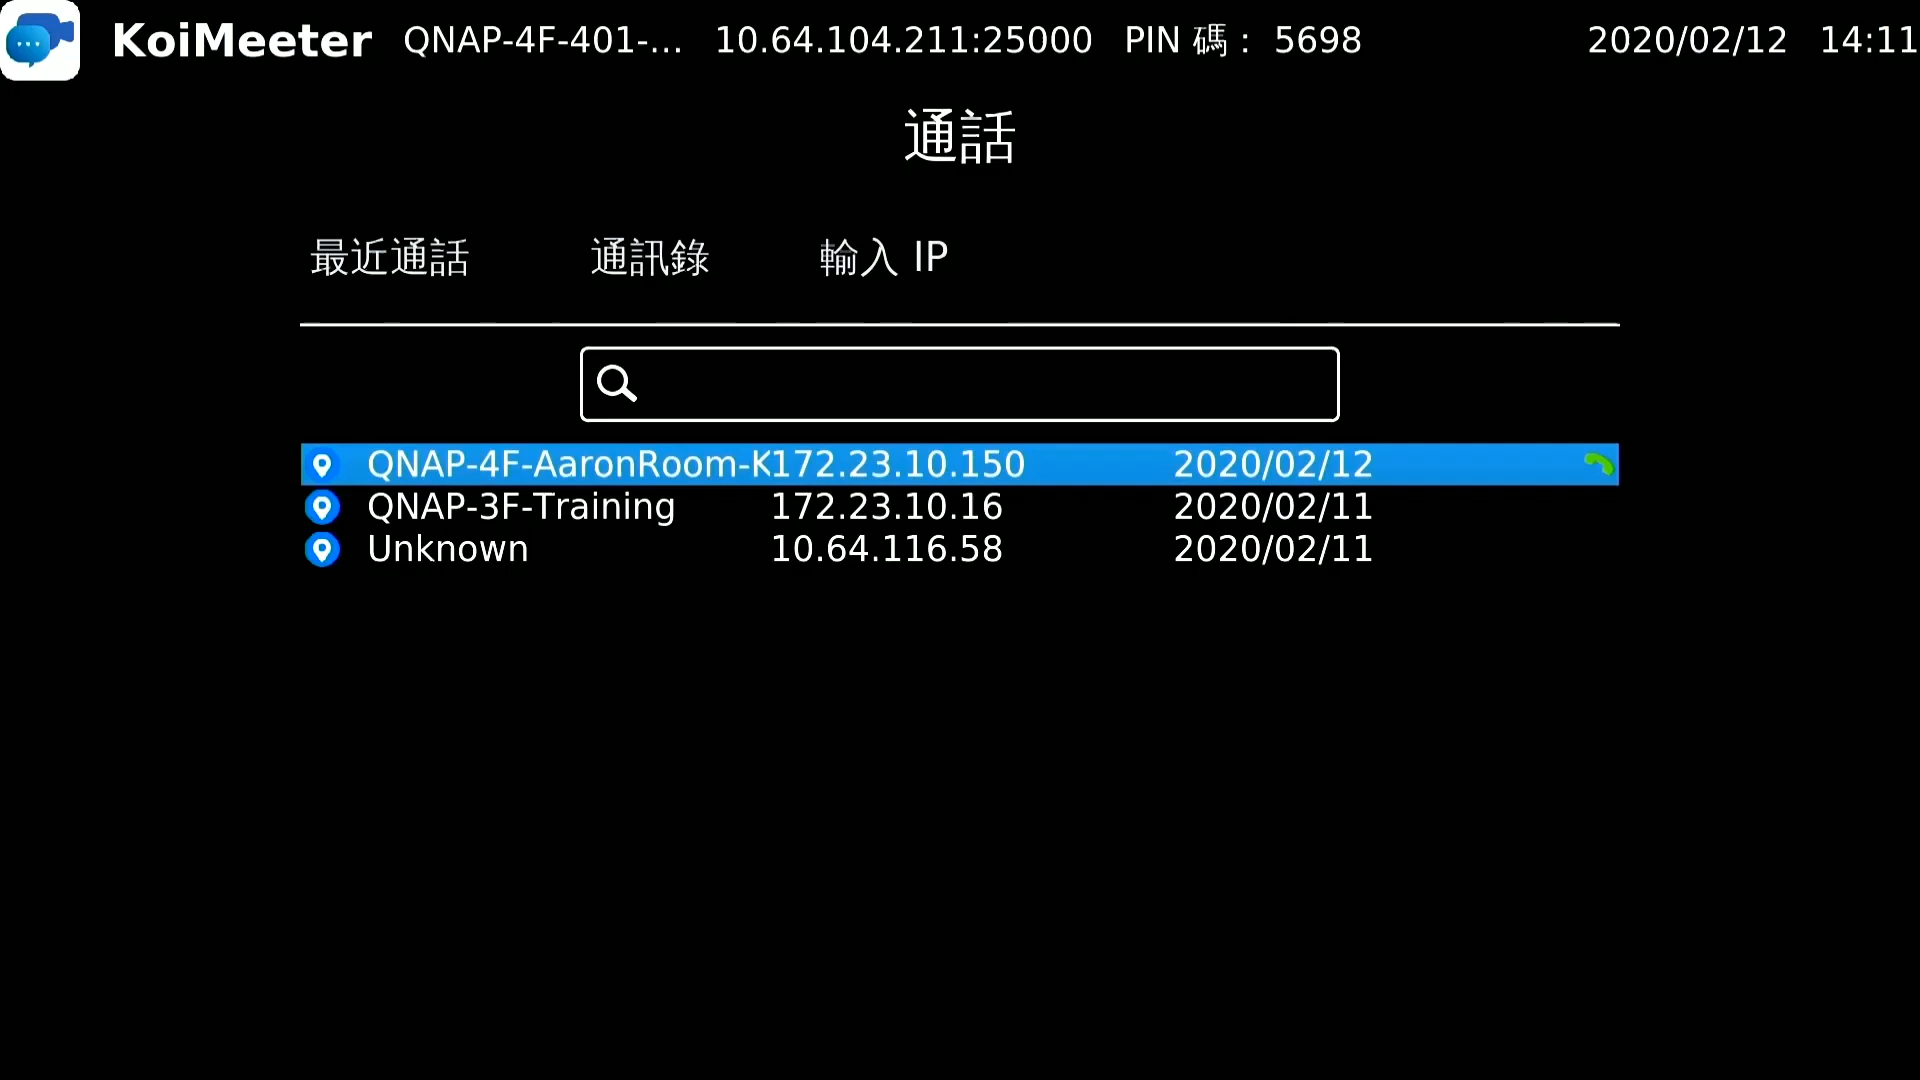 KoiMeeter QNAP-4F-401-... 10.64.104.211:25000 PIN 碼： 5698 2020/02/12 14:11
通話
最近通話 通訊錄 輸入 IP
QNAP-4F-AaronRoom-K172.23.10.150 2020/02/12
QNAP-3F-Training 172.23.10.16 2020/02/11
Unknown 10.64.116.58 2020/02/11